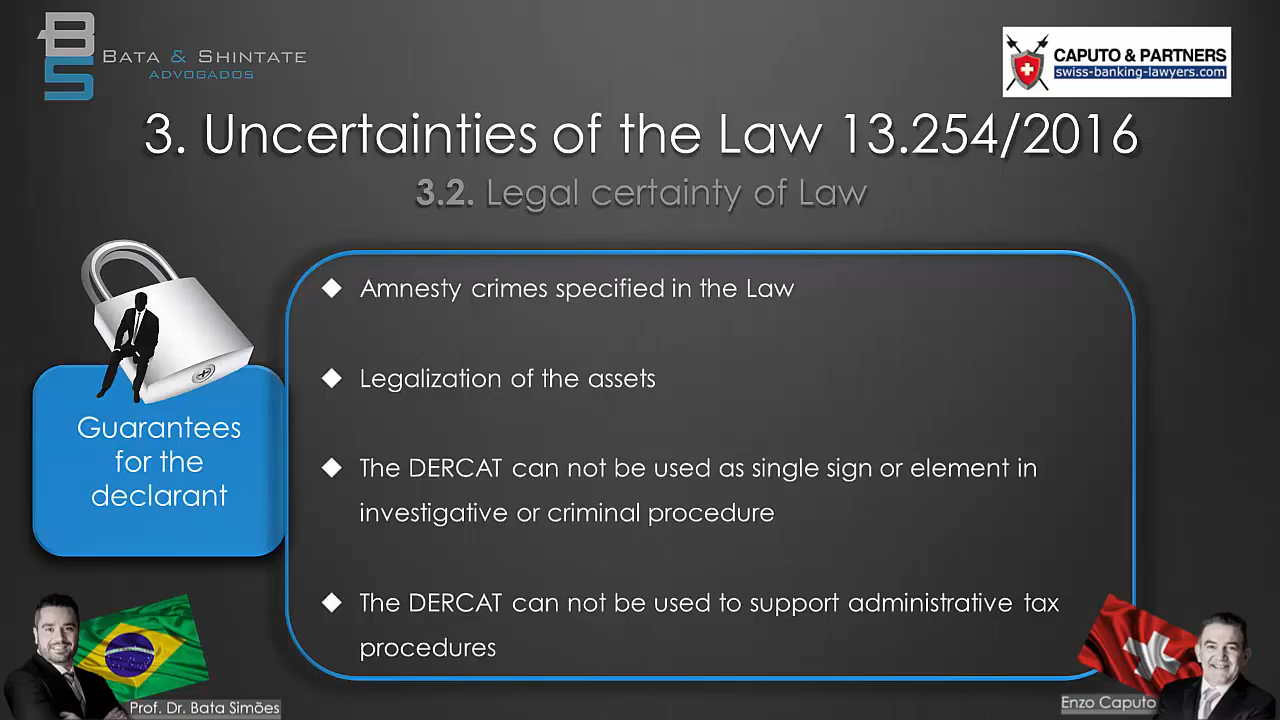 BS
BATA & SHINTATE
ADVOGADOS
CAPUTO & PARTNERS
swiss-banking-lawyers.com
3. Uncertainties of the Law 13.254/2016
3.2. Legal certainty of Law
Guarantees
for the
declarant
Amnesty crimes specified in the Law
Legalization of the assets
The DERCAT can not be used as single sign or element in
investigative or criminal procedure
The DERCAT can not be used to support administrative tax
procedures
Prof. Dr. Bata Simões
Enzo Caputo